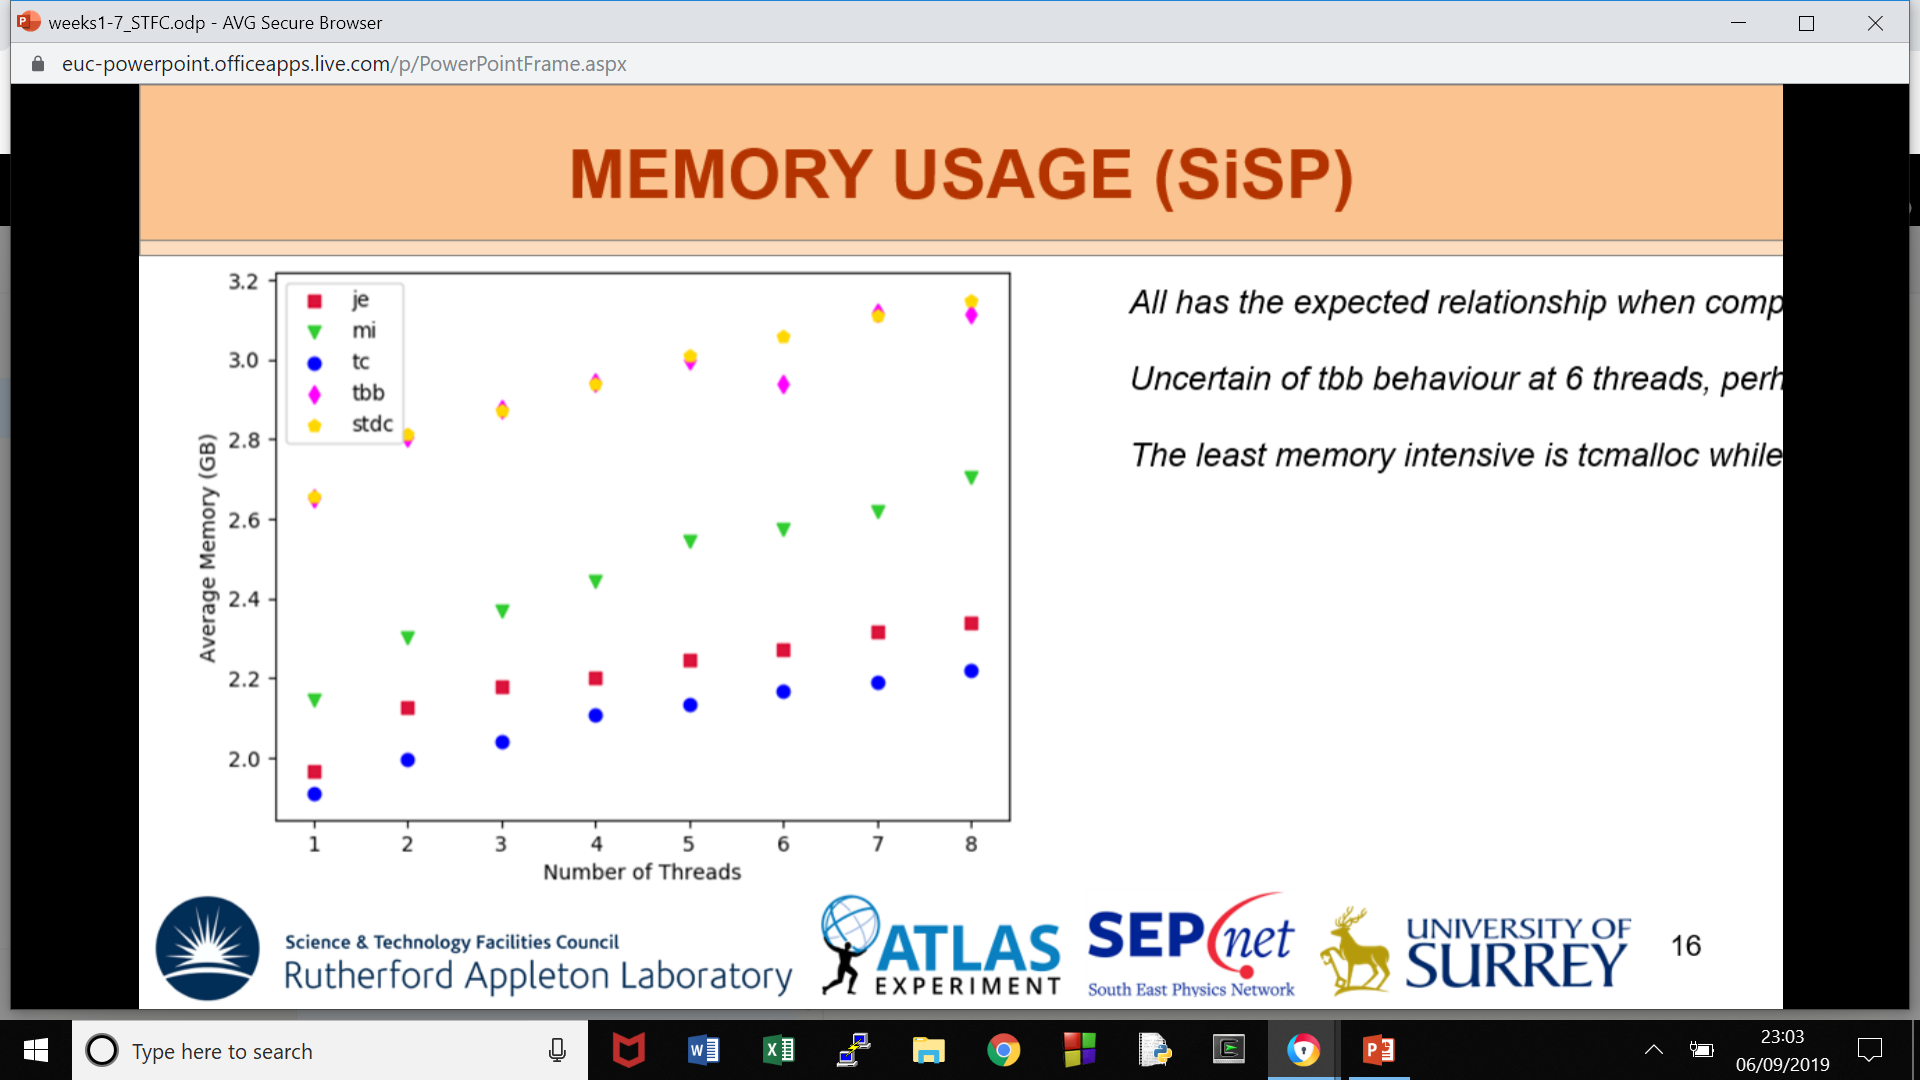 weeks1-7_STFC.odp - AVG Secure Browser
euc-powerpoint.officeapps.live.com/p/PowerPointFrame.aspx
MEMORY USAGE (SiSP)
3.2
3.0
2.8
2.6
2.4
2.2
2.0
Average Memory (GB)
je
mi
tc
tbb
stdc
1 2 3 4 5 6 7 8
Number of Threads
All has the expected relationship when comp
Uncertain of tbb behaviour at 6 threads, perh
The least memory intensive is tcmalloc while
Science & Technology Facilities Council
Rutherford Appleton Laboratory
ATLAS
EXPERIMENT
SEPnet
South East Physics Network
UNIVERSITY OF
SURREY
16
Type here to search
23:03
06/09/2019